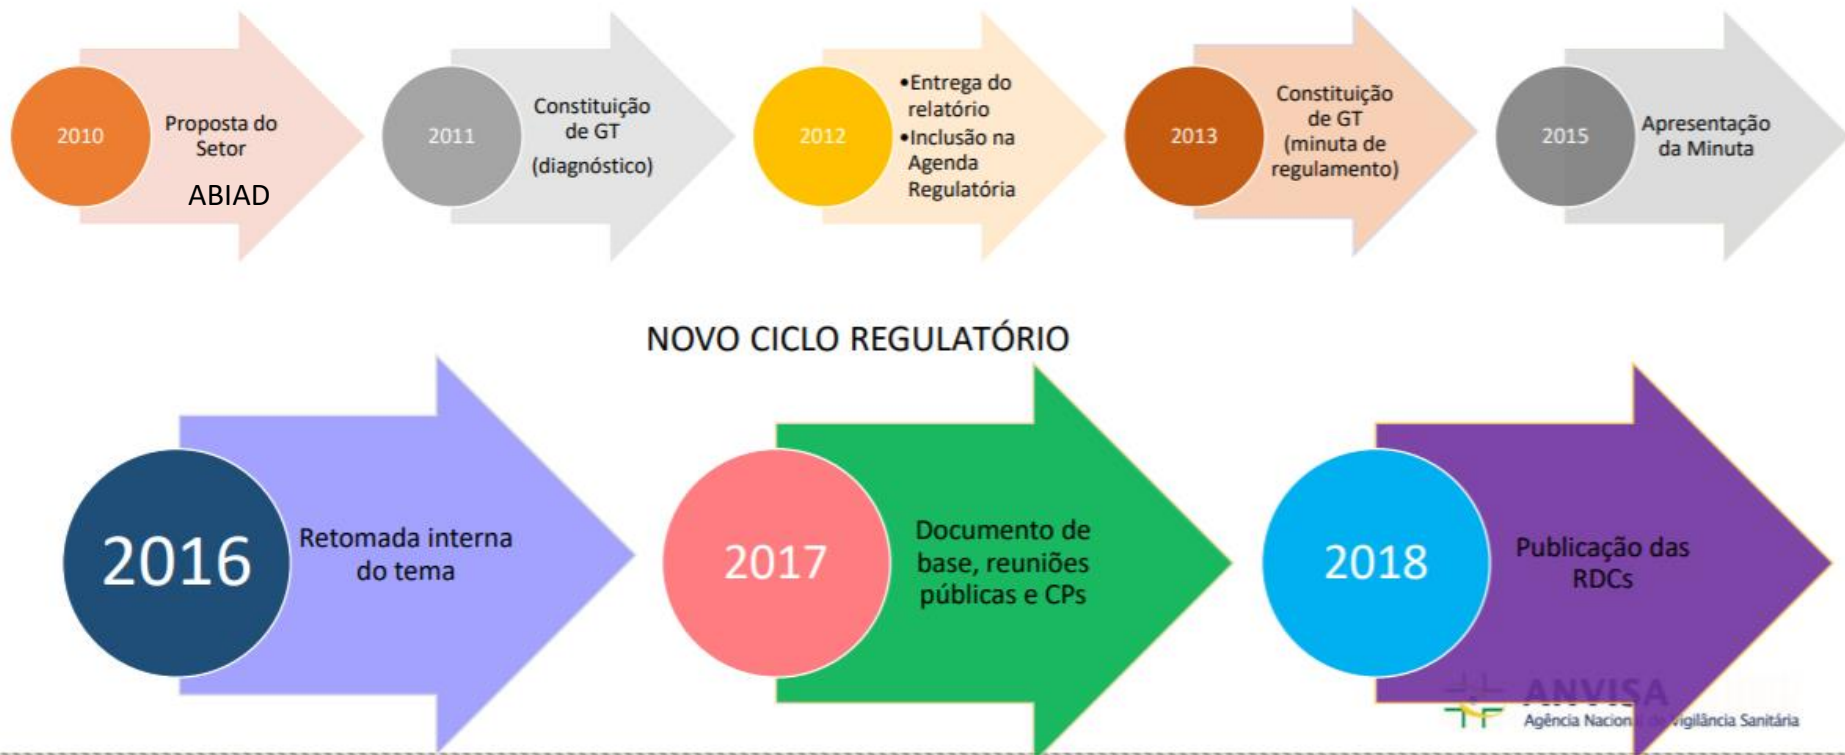 2010
Proposta do
Setor
ABIAD
2011
Constituição
de GT
(diagnóstico)
2012
•Entrega do
relatório
•Inclusão na
Agenda
Regulatória
2013
Constituição
de GT
(minuta de
regulamento)
2015
Apresentação
da Minuta
NOVO CICLO REGULATÓRIO
2016
Retomada interna
do tema
2017
Documento de
base, reuniões
públicas e CPs
2018
Publicação das
RDCs
ANVISA
Agência Nacional de Vigilância Sanitária